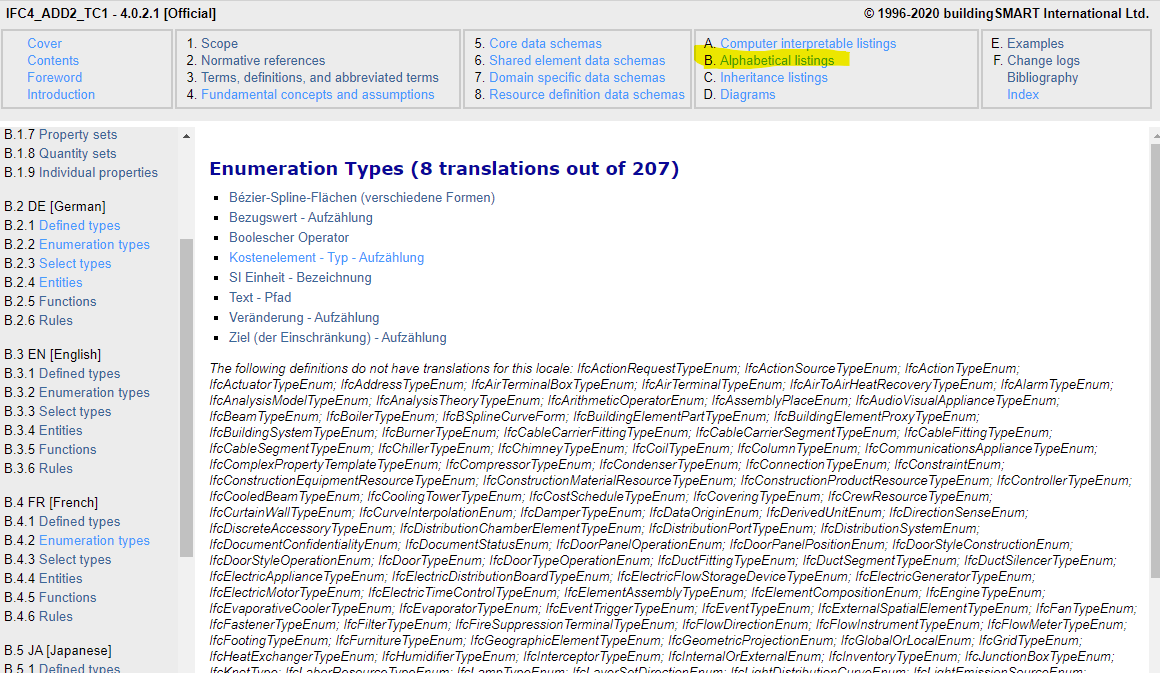 IFC4_ADD2_TC1 - 4.0.2.1 [Official]
© 1996-2020 buildingSMART International Ltd.
Cover
Contents
Foreword
Introduction
1. Scope
2. Normative references
3. Terms, definitions, and abbreviated terms
4. Fundamental concepts and assumptions
5. Core data schemas
6. Shared element data schemas
7. Domain specific data schemas
8. Resource definition data schemas
A. Computer interpretable listings
B. Alphabetical listings
C. Inheritance listings
D. Diagrams
E. Examples
F. Change logs
Bibliography
Index
B.1.7 Property sets
B.1.8 Quantity sets
B.1.9 Individual properties
B.2 DE [German]
B.2.1 Defined types
B.2.2 Enumeration types
B.2.3 Select types
B.2.4 Entities
B.2.5 Functions
B.2.6 Rules
B.3 EN [English]
B.3.1 Defined types
B.3.2 Enumeration types
B.3.3 Select types
B.3.4 Entities
B.3.5 Functions
B.3.6 Rules
B.4 FR [French]
B.4.1 Defined types
B.4.2 Enumeration types
B.4.3 Select types
B.4.4 Entities
B.4.5 Functions
B.4.6 Rules
B.5 JA [Japanese]
B.5.1 Defined types
Enumeration Types (8 translations out of 207)
Bézier-Spline-Flächen (verschiedene Formen)
Bezugswert - Aufzählung
Boolescher Operator
Kostenelement - Typ - Aufzählung
SI Einheit - Bezeichnung
Text - Pfad
Veränderung - Aufzählung
Ziel (der Einschränkung) - Aufzählung
The following definitions do not have translations for this locale: IfcActionRequestTypeEnum; IfcActionSourceTypeEnum; IfcActionTypeEnum;
IfcActuatorTypeEnum; IfcAddressTypeEnum; IfcAirTerminalBoxTypeEnum; IfcAirTerminalTypeEnum; IfcAirToAirHeatRecoveryTypeEnum; IfcAlarmTypeEnum;
IfcAnalysisModelTypeEnum; IfcAnalysisTheoryTypeEnum; IfcArithmeticOperatorEnum; IfcAssemblyPlaceEnum; IfcAudioVisualApplianceTypeEnum;
IfcBeamTypeEnum; IfcBoilerTypeEnum; IfcBSplineCurveForm; IfcBuildingElementPartTypeEnum; IfcBuildingElementProxyTypeEnum;
IfcBuildingSystemTypeEnum; IfcBurnerTypeEnum; IfcCableCarrierFittingTypeEnum; IfcCableCarrierSegmentTypeEnum; IfcCableFittingTypeEnum;
IfcCableSegmentTypeEnum; IfcChillerTypeEnum; IfcChimneyTypeEnum; IfcCoilTypeEnum; IfcColumnTypeEnum; IfcCommunicationsApplianceTypeEnum;
IfcComplexPropertyTemplateTypeEnum; IfcCompressorTypeEnum; IfcCondenserTypeEnum; IfcConnectionTypeEnum; IfcConstraintEnum;
IfcConstructionEquipmentResourceTypeEnum; IfcConstructionMaterialResourceTypeEnum; IfcConstructionProductResourceTypeEnum; IfcControllerTypeEnum;
IfcCooledBeamTypeEnum; IfcCoolingTowerTypeEnum; IfcCostScheduleTypeEnum; IfcCoveringTypeEnum; IfcCrewResourceTypeEnum;
IfcCurtainWallTypeEnum; IfcCurveInterpolationEnum; IfcDamperTypeEnum; IfcDataOriginEnum; IfcDerivedUnitEnum; IfcDirectionSenseEnum;
IfcDiscreteAccessoryTypeEnum; IfcDistributionChamberElementTypeEnum; IfcDistributionPortTypeEnum; IfcDistributionSystemEnum;
IfcDocumentConfidentialityEnum; IfcDocumentStatusEnum; IfcDoorPanelOperationEnum; IfcDoorPanelPositionEnum; IfcDoorStyleConstructionEnum;
IfcDoorStyleOperationEnum; IfcDoorTypeEnum; IfcDoorTypeOperationEnum; IfcDuctFittingTypeEnum; IfcDuctSegmentTypeEnum; IfcDuctSilencerTypeEnum;
IfcElectricApplianceTypeEnum; IfcElectricDistributionBoardTypeEnum; IfcElectricFlowStorageDeviceTypeEnum; IfcElectricGeneratorTypeEnum;
IfcElectricMotorTypeEnum; IfcElectricTimeControlTypeEnum; IfcElementAssemblyTypeEnum; IfcElementCompositionEnum; IfcEngineTypeEnum;
IfcEvaporativeCoolerTypeEnum; IfcEvaporatorTypeEnum; IfcEventTriggerTypeEnum; IfcEventTypeEnum; IfcExternalSpatialElementTypeEnum; IfcFanTypeEnum;
IfcFastenerTypeEnum; IfcFilterTypeEnum; IfcFireSuppressionTerminalTypeEnum; IfcFlowDirectionEnum; IfcFlowInstrumentTypeEnum; IfcFlowMeterTypeEnum;
IfcFootingTypeEnum; IfcFurnitureTypeEnum; IfcGeographicElementTypeEnum; IfcGeometricProjectionEnum; IfcGlobalOrLocalEnum; IfcGridTypeEnum;
IfcHeatExchangerTypeEnum; IfcHumidifierTypeEnum; IfcInterceptorTypeEnum; IfcInternalOrExternalEnum; IfcInventoryTypeEnum; IfcJunctionBoxTypeEnum;
IfcKnotType; IfcLaborResourceTypeEnum; IfcLampTypeEnum; IfcLayerSetDirectionEnum; IfcLightDistributionCurveEnum; IfcLightEmissionSourceEnum;